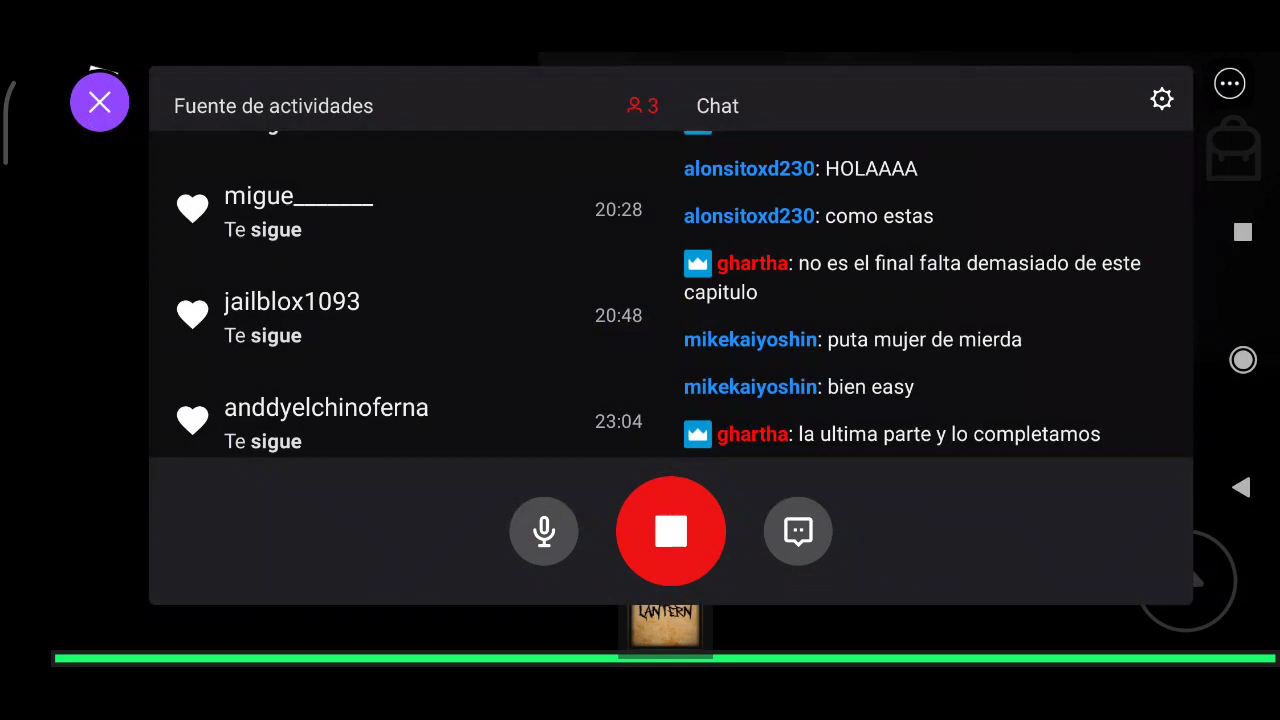 Fuente de actividades
3
Chat
migue_______
Te sigue
20:28
jailblox1093
Te sigue
20:48
anddyelchinoferna
Te sigue
23:04
alonsitoxd230: HOLAAAA
alonsitoxd230: como estas
ghartha: no es el final falta demasiado de este
capitulo
mikekaiyoshin: puta mujer de mierda
mikekaiyoshin: bien easy
ghartha: la ultima parte y lo completamos
LANTERN